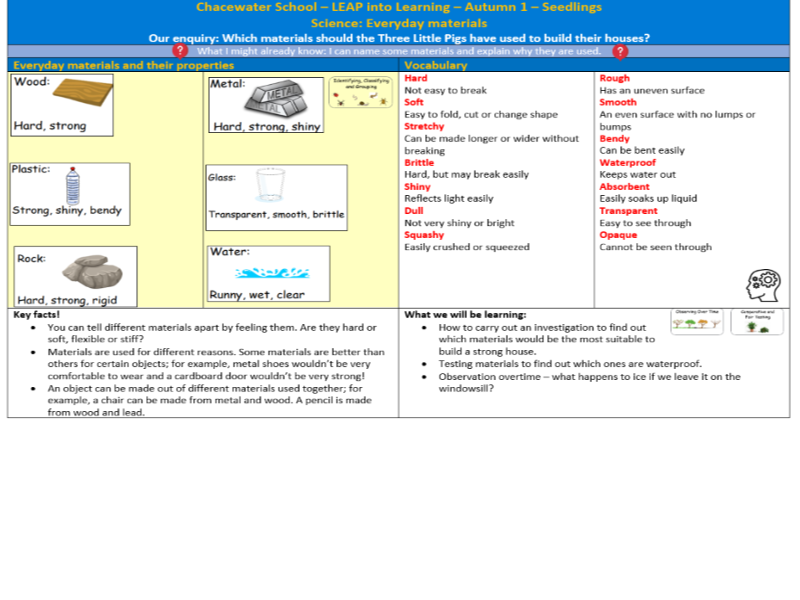 Chacewater School – LEAP into Learning – Autumn 1 – Seedlings
Science: Everyday materials
Our enquiry: Which materials should the Three Little Pigs have used to build their houses?
? What I might already know: I can name some materials and explain why they are used. ?
Everyday materials and their properties
Wood:
Hard, strong
Metal:
METAL
METAL
Hard, strong, shiny
Identifying, Classifying
and Grouping
Plastic:
Strong, shiny, bendy
Glass:
Transparent, smooth, brittle
Rock:
Hard, strong, rigid
Water:
Runny, wet, clear
Vocabulary
Hard
Not easy to break
Soft
Easy to fold, cut or change shape
Stretchy
Can be made longer or wider without
breaking
Brittle
Hard, but may break easily
Shiny
Reflects light easily
Dull
Not very shiny or bright
Squashy
Easily crushed or squeezed
Rough
Has an uneven surface
Smooth
An even surface with no lumps or
bumps
Bendy
Can be bent easily
Waterproof
Keeps water out
Absorbent
Easily soaks up liquid
Transparent
Easy to see through
Opaque
Cannot be seen through
Key facts!
• You can tell different materials apart by feeling them. Are they hard or
soft, flexible or stiff?
• Materials are used for different reasons. Some materials are better than
others for certain objects; for example, metal shoes wouldn't be very
comfortable to wear and a cardboard door wouldn't be very strong!
• An object can be made out of different materials used together; for
example, a chair can be made from metal and wood. A pencil is made
from wood and lead.
What we will be learning:
• How to carry out an investigation to find out
which materials would be the most suitable to
build a strong house.
• Testing materials to find out which ones are waterproof.
• Observation overtime – what happens to ice if we leave it on the
windowsill?
Observing Over Time
Comparative and
Fair Testing